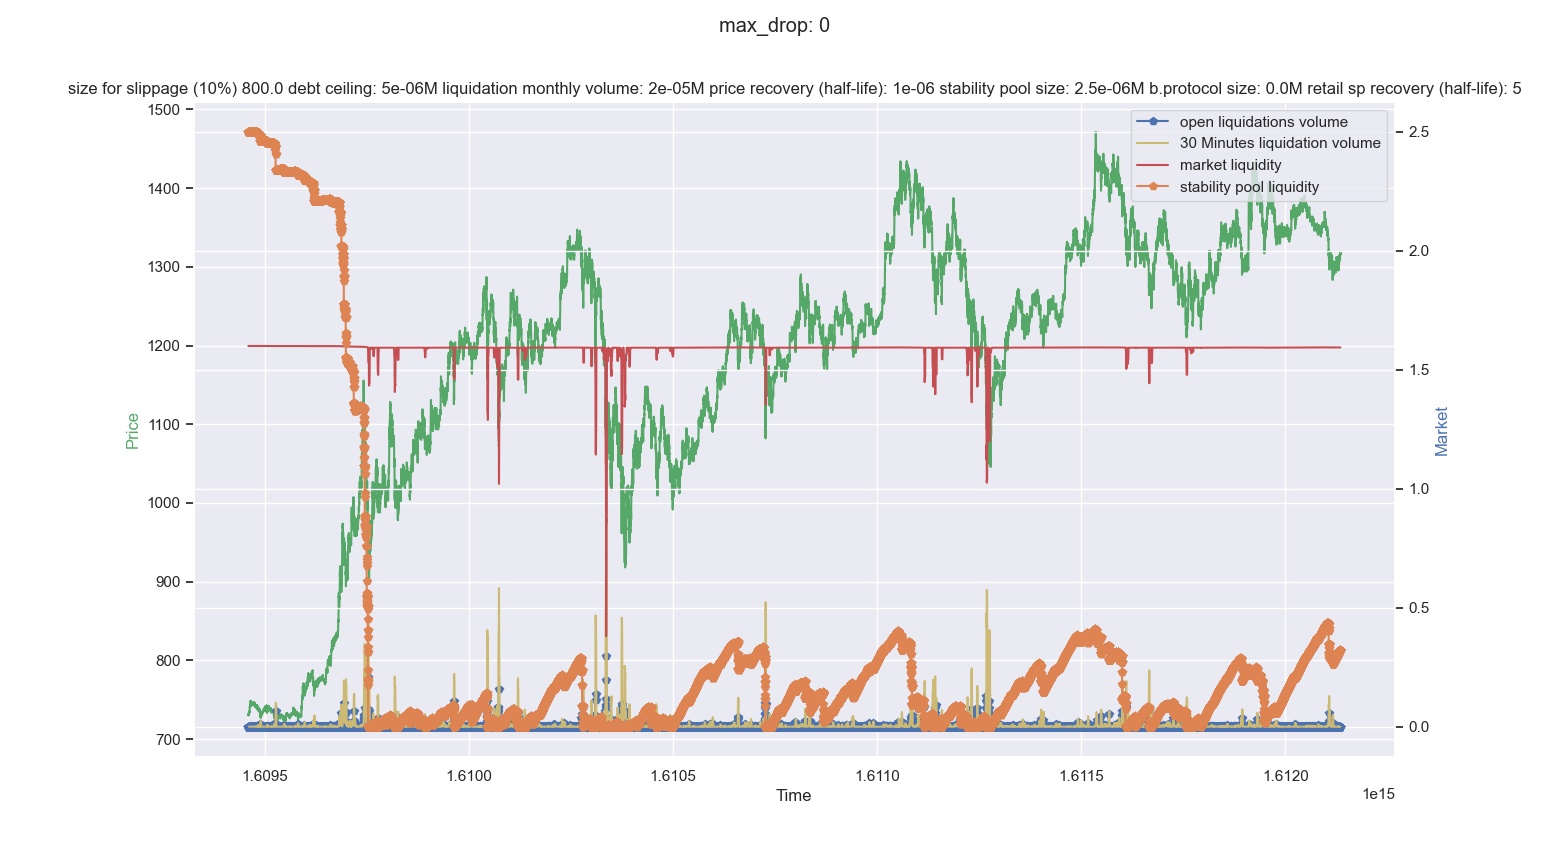 max_drop: 0
size for slippage (10%) 800.0 debt ceiling: 5e-06M liquidation monthly volume: 2e-05M price recovery (half-life): 1e-06 stability pool size: 2.5e-06M b.protocol size: 0.0M retail sp recovery (half-life): 5
open liquidations volume
30 Minutes liquidation volume
market liquidity
stability pool liquidity
1500
1400
1300
1200
1100
1000
900
800
700
Price
2.5
2.0
1.5
1.0
0.5
0.0
Market
1.6095 1.6100 1.6105 1.6110 1.6115 1.6120
1e15
Time